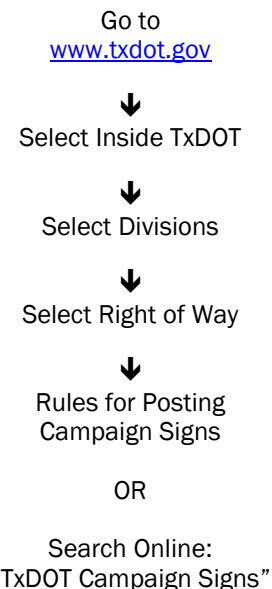 Go to
www.txdot.gov
🡻
Select Inside TxDOT
🡻
Select Divisions
🡻
Select Right of Way
🡻
Rules for Posting
Campaign Signs
OR
Search Online:
TxDOT Campaign Signs”